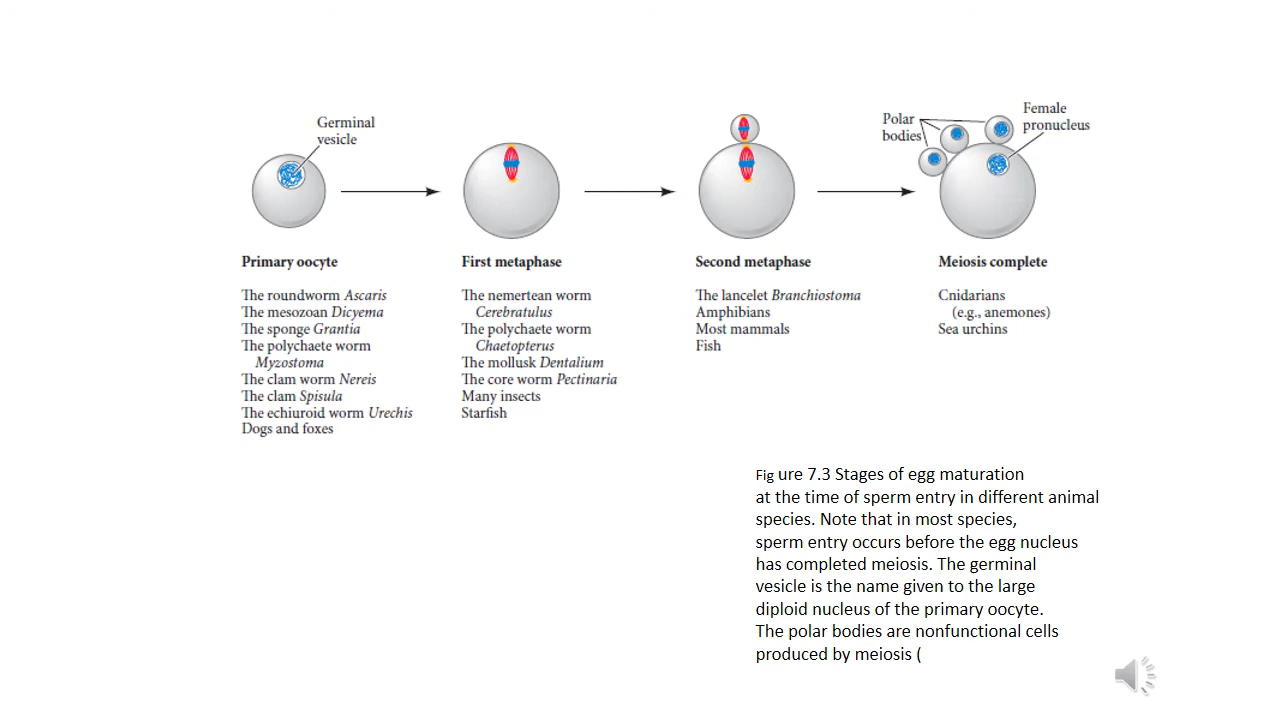 Germinal
vesicle
Polar
bodies
Female
pronucleus
Primary oocyte
The roundworm Ascaris
The mesozoan Dicyema
The sponge Grantia
The polychaete worm
Myzostoma
The clam worm Nereis
The clam Spisula
The echiuroid worm Urechis
Dogs and foxes
First metaphase
The nemertean worm
Cerebratulus
The polychaete worm
Chaetopterus
The mollusk Dentalium
The core worm Pectinaria
Many insects
Starfish
Second metaphase
The lancelet Branchiostoma
Amphibians
Most mammals
Fish
Meiosis complete
Cnidarians
(e.g., anemones)
Sea urchins
Fig ure 7.3 Stages of egg maturation
at the time of sperm entry in different animal
species. Note that in most species,
sperm entry occurs before the egg nucleus
has completed meiosis. The germinal
vesicle is the name given to the large
diploid nucleus of the primary oocyte.
The polar bodies are nonfunctional cells
produced by meiosis (